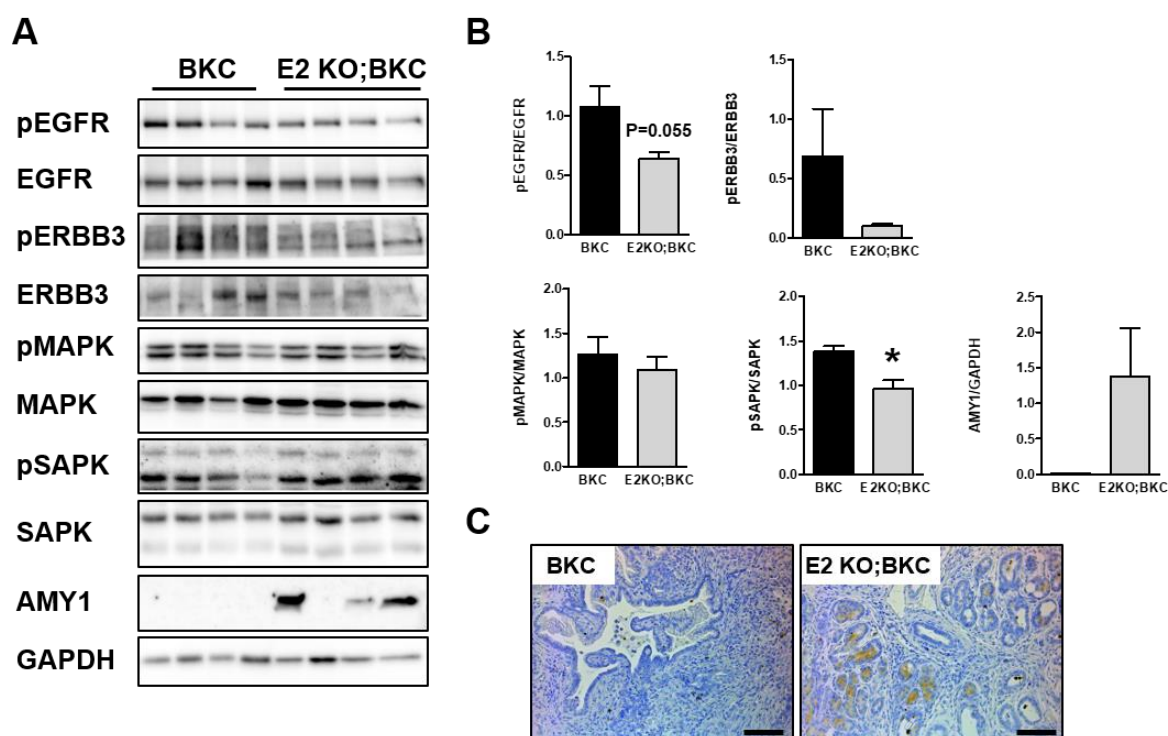 A
BKC E2 KO;BKC
pEGFR
EGFR
pERBB3
ERBB3
pMAPK
MAPK
pSAPK
SAPK
AMY1
GAPDH
B
pEGFR/EGFR
1.5
1.0
0.5
0.0
P=0.055
BKC E2KO;BKC
pERBB3/ERBB3
1.5
1.0
0.5
0.0
BKC E2KO;BKC
pMAPK/MAPK
2.0
1.5
1.0
0.5
0.0
BKC E2KO;BKC
pSAPK/SAPK
2.0
1.5
1.0
0.5
0.0
*
BKC E2KO;BKC
AMY1/GAPDH
2.5
2.0
1.5
1.0
0.5
0.0
BKC E2KO;BKC
C
BKC
E2 KO;BKC